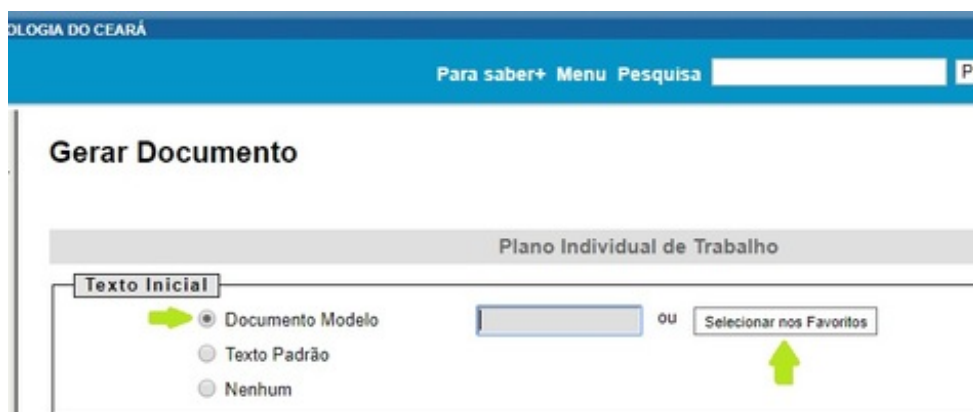 OLOGIA DO CEARÁ
Para saber+ Menu Pesquisa P
Gerar Documento
Plano Individual de Trabalho
Texto Inicial
Documento Modelo ou Selecionar nos Favoritos
Texto Padrão
Nenhum